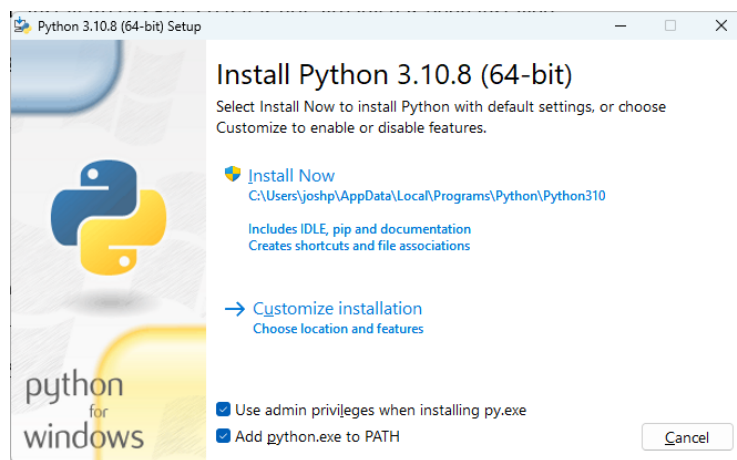 Python 3.10.8 (64-bit) Setup
Install Python 3.10.8 (64-bit)
Select Install Now to install Python with default settings, or choose
Customize to enable or disable features.
Install Now
C:\Users\joshp\AppData\Local\Programs\Python\Python310
Includes IDLE, pip and documentation
Creates shortcuts and file associations
Customize installation
Choose location and features
python
for
windows
Use admin privileges when installing py.exe
Add python.exe to PATH
Cancel